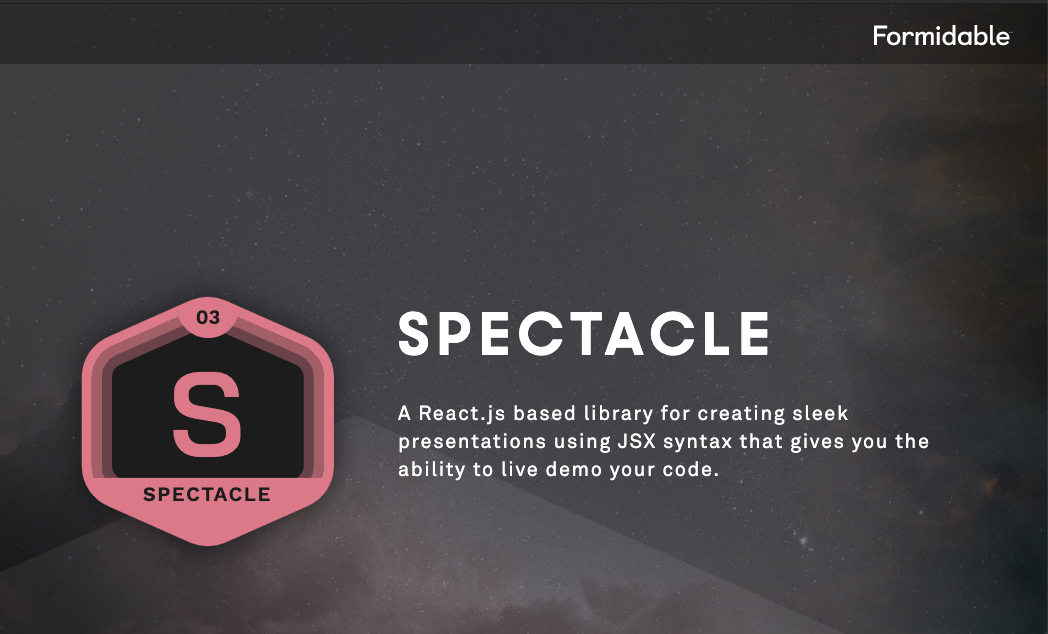 Formidable
03
S
SPECTACLE
SPECTACLE
A React.js based library for creating sleek
presentations using JSX syntax that gives you the
ability to live demo your code.